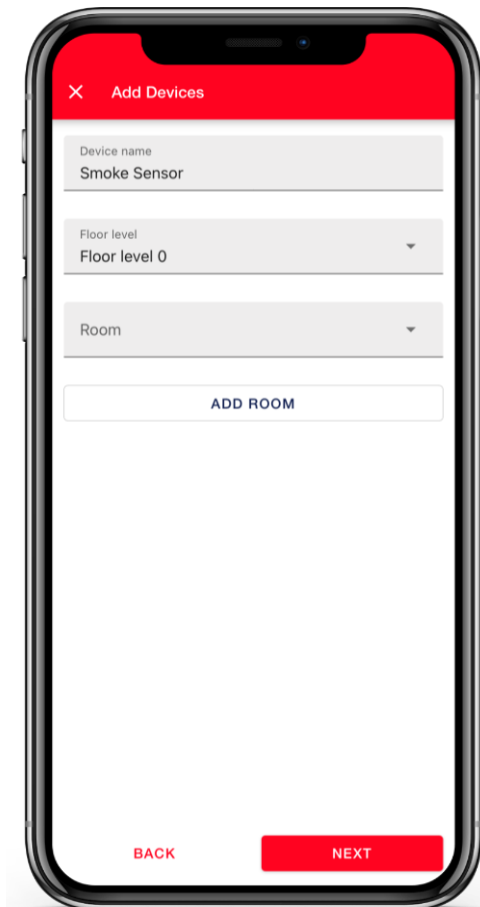 Add Devices
Device name
Smoke Sensor
Floor level
Floor level 0
Room
ADD ROOM
BACK
NEXT